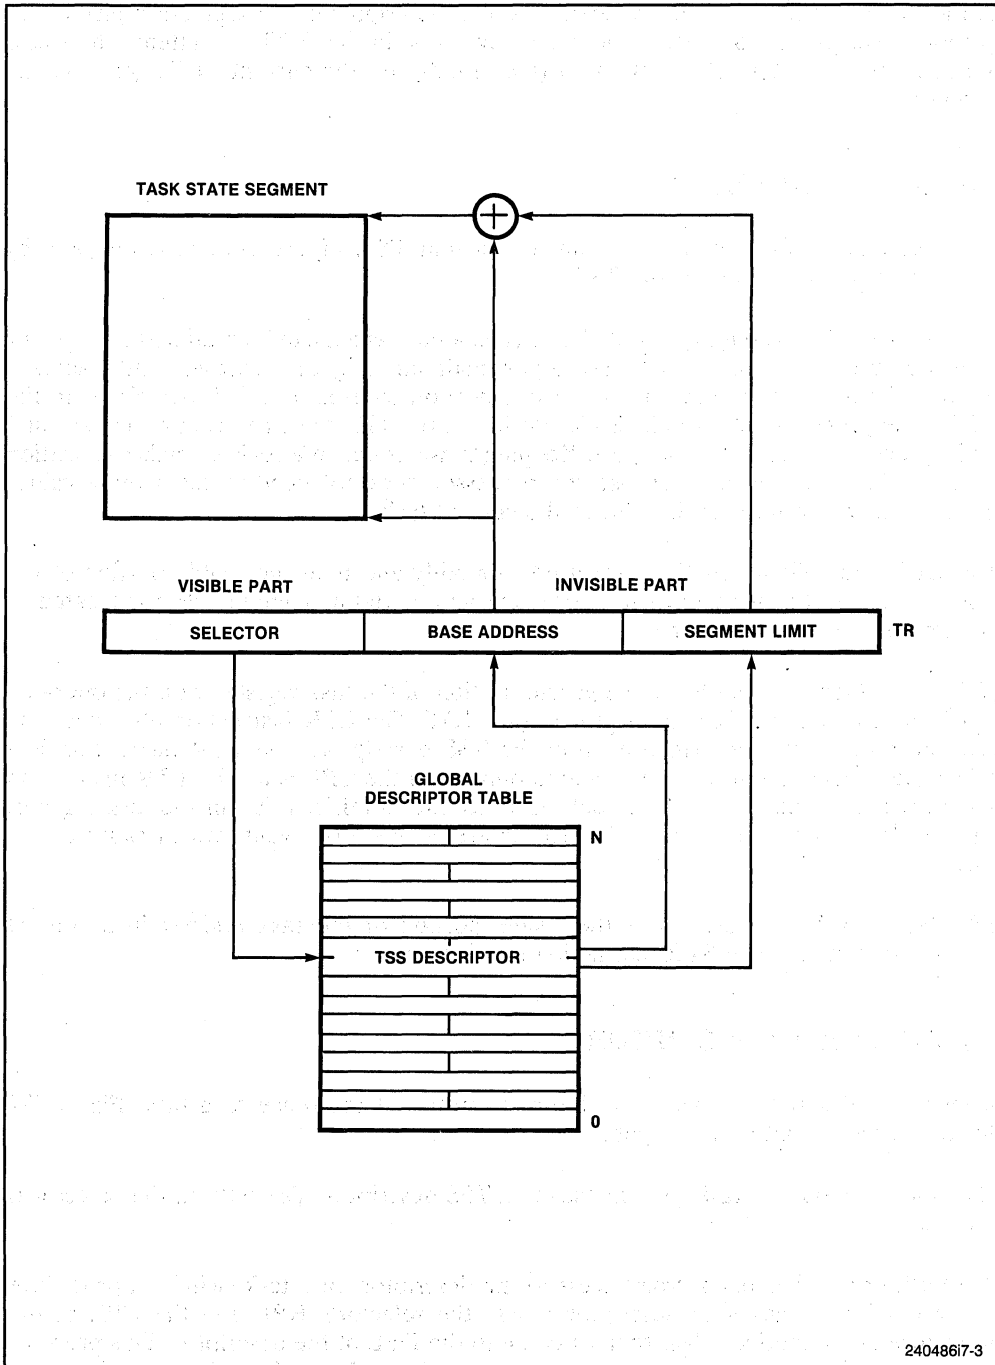 TASK STATE SEGMENT
VISIBLE PART
INVISIBLE PART
SELECTOR
BASE ADDRESS
SEGMENT LIMIT
TR
GLOBAL
DESCRIPTOR TABLE
N
TSS DESCRIPTOR
0
240486i7-3